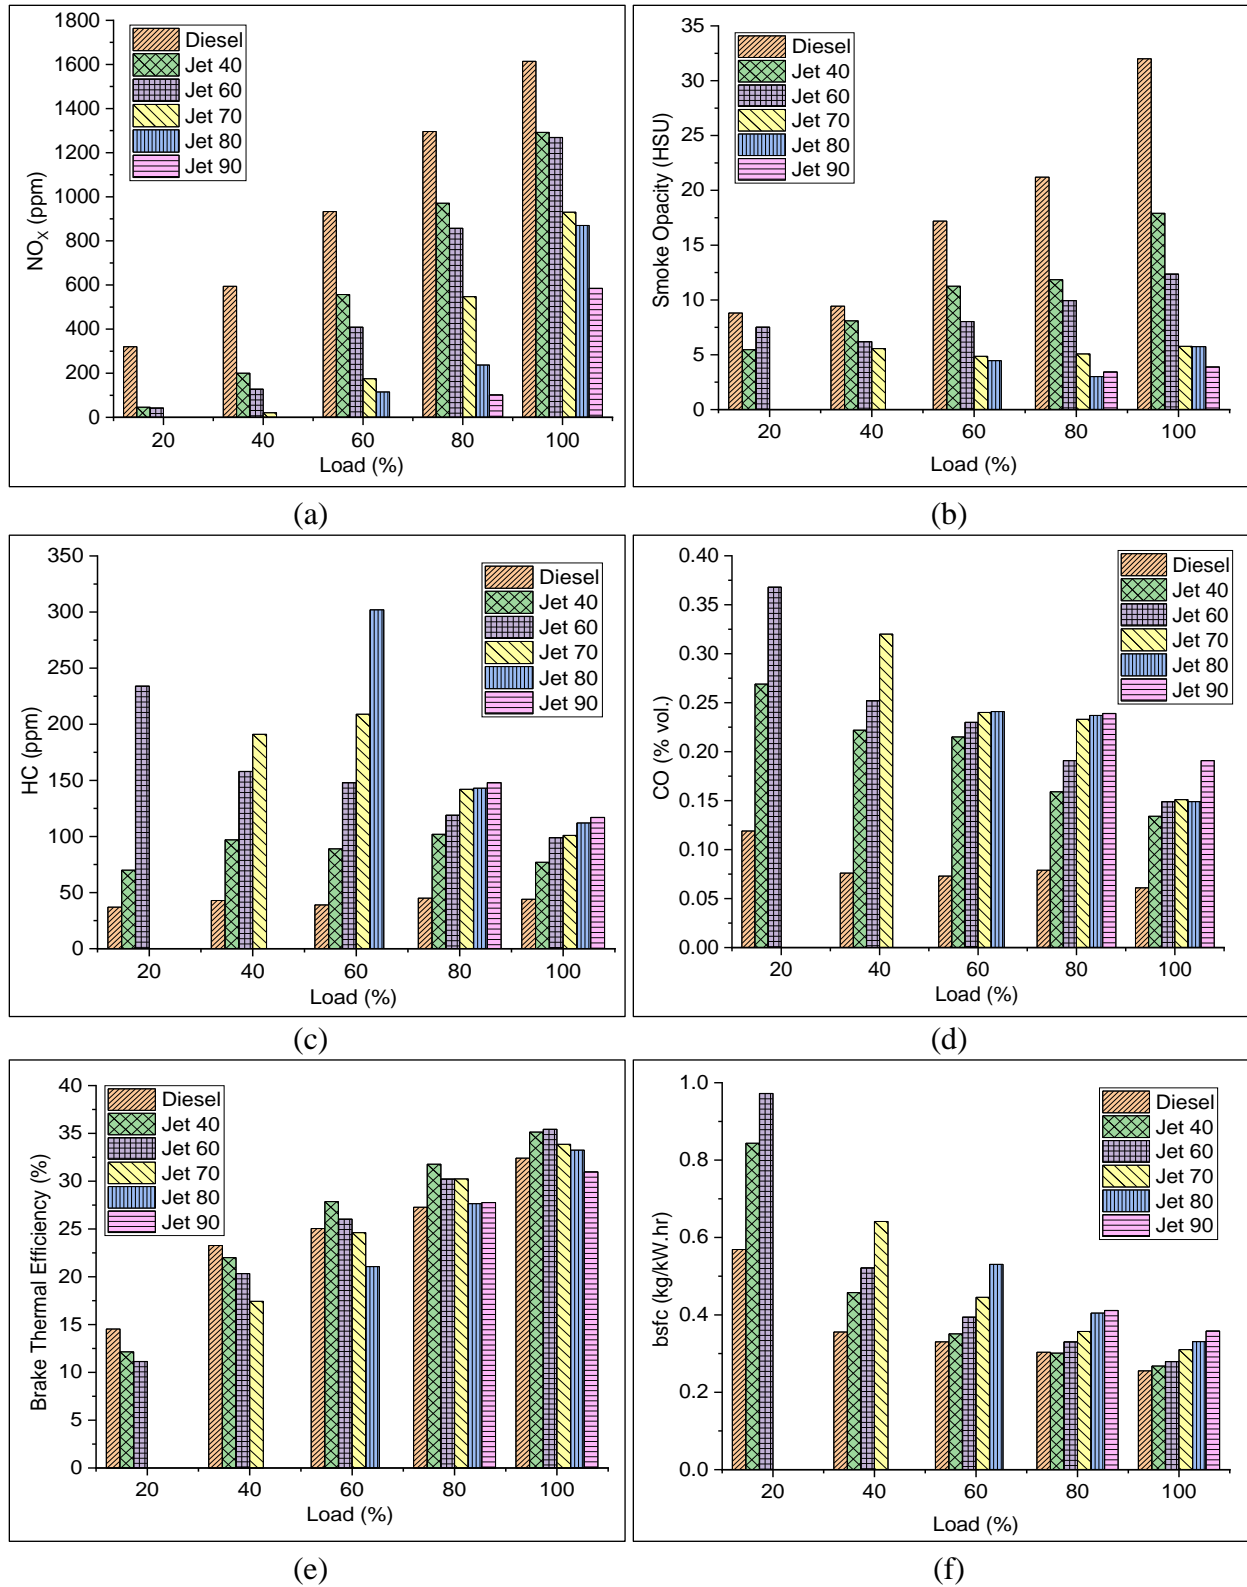 1800
1600
1400
1200
1000
800
600
400
200
0
NOX (ppm)
Diesel
Jet 40
Jet 60
Jet 70
Jet 80
Jet 90
20 40 60 80 100
Load (%)
(a)
35
30
25
20
15
10
5
0
Smoke Opacity (HSU)
Diesel
Jet 40
Jet 60
Jet 70
Jet 80
Jet 90
20 40 60 80 100
Load (%)
(b)
350
300
250
200
150
100
50
0
HC (ppm)
Diesel
Jet 40
Jet 60
Jet 70
Jet 80
Jet 90
20 40 60 80 100
Load (%)
(c)
0.40
0.35
0.30
0.25
0.20
0.15
0.10
0.05
0.00
CO (% vol.)
Diesel
Jet 40
Jet 60
Jet 70
Jet 80
Jet 90
20 40 60 80 100
Load (%)
(d)
40
35
30
25
20
15
10
5
0
Brake Thermal Efficiency (%)
Diesel
Jet 40
Jet 60
Jet 70
Jet 80
Jet 90
20 40 60 80 100
Load (%)
(e)
1.0
0.8
0.6
0.4
0.2
0.0
bsfc (kg/kW.hr)
Diesel
Jet 40
Jet 60
Jet 70
Jet 80
Jet 90
20 40 60 80 100
Load (%)
(f)